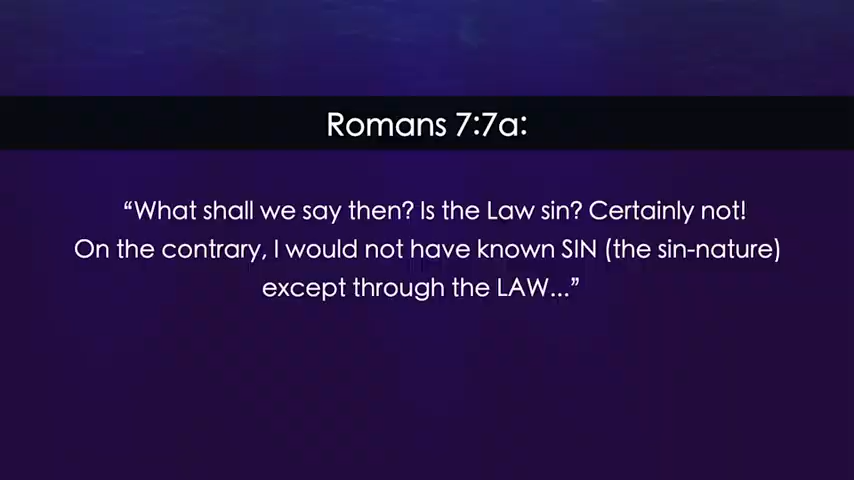 Romans 7:7a:
“What shall we say then? Is the Law sin? Certainly not!
On the contrary, I would not have known SIN (the sin-nature)
except through the LAW...”